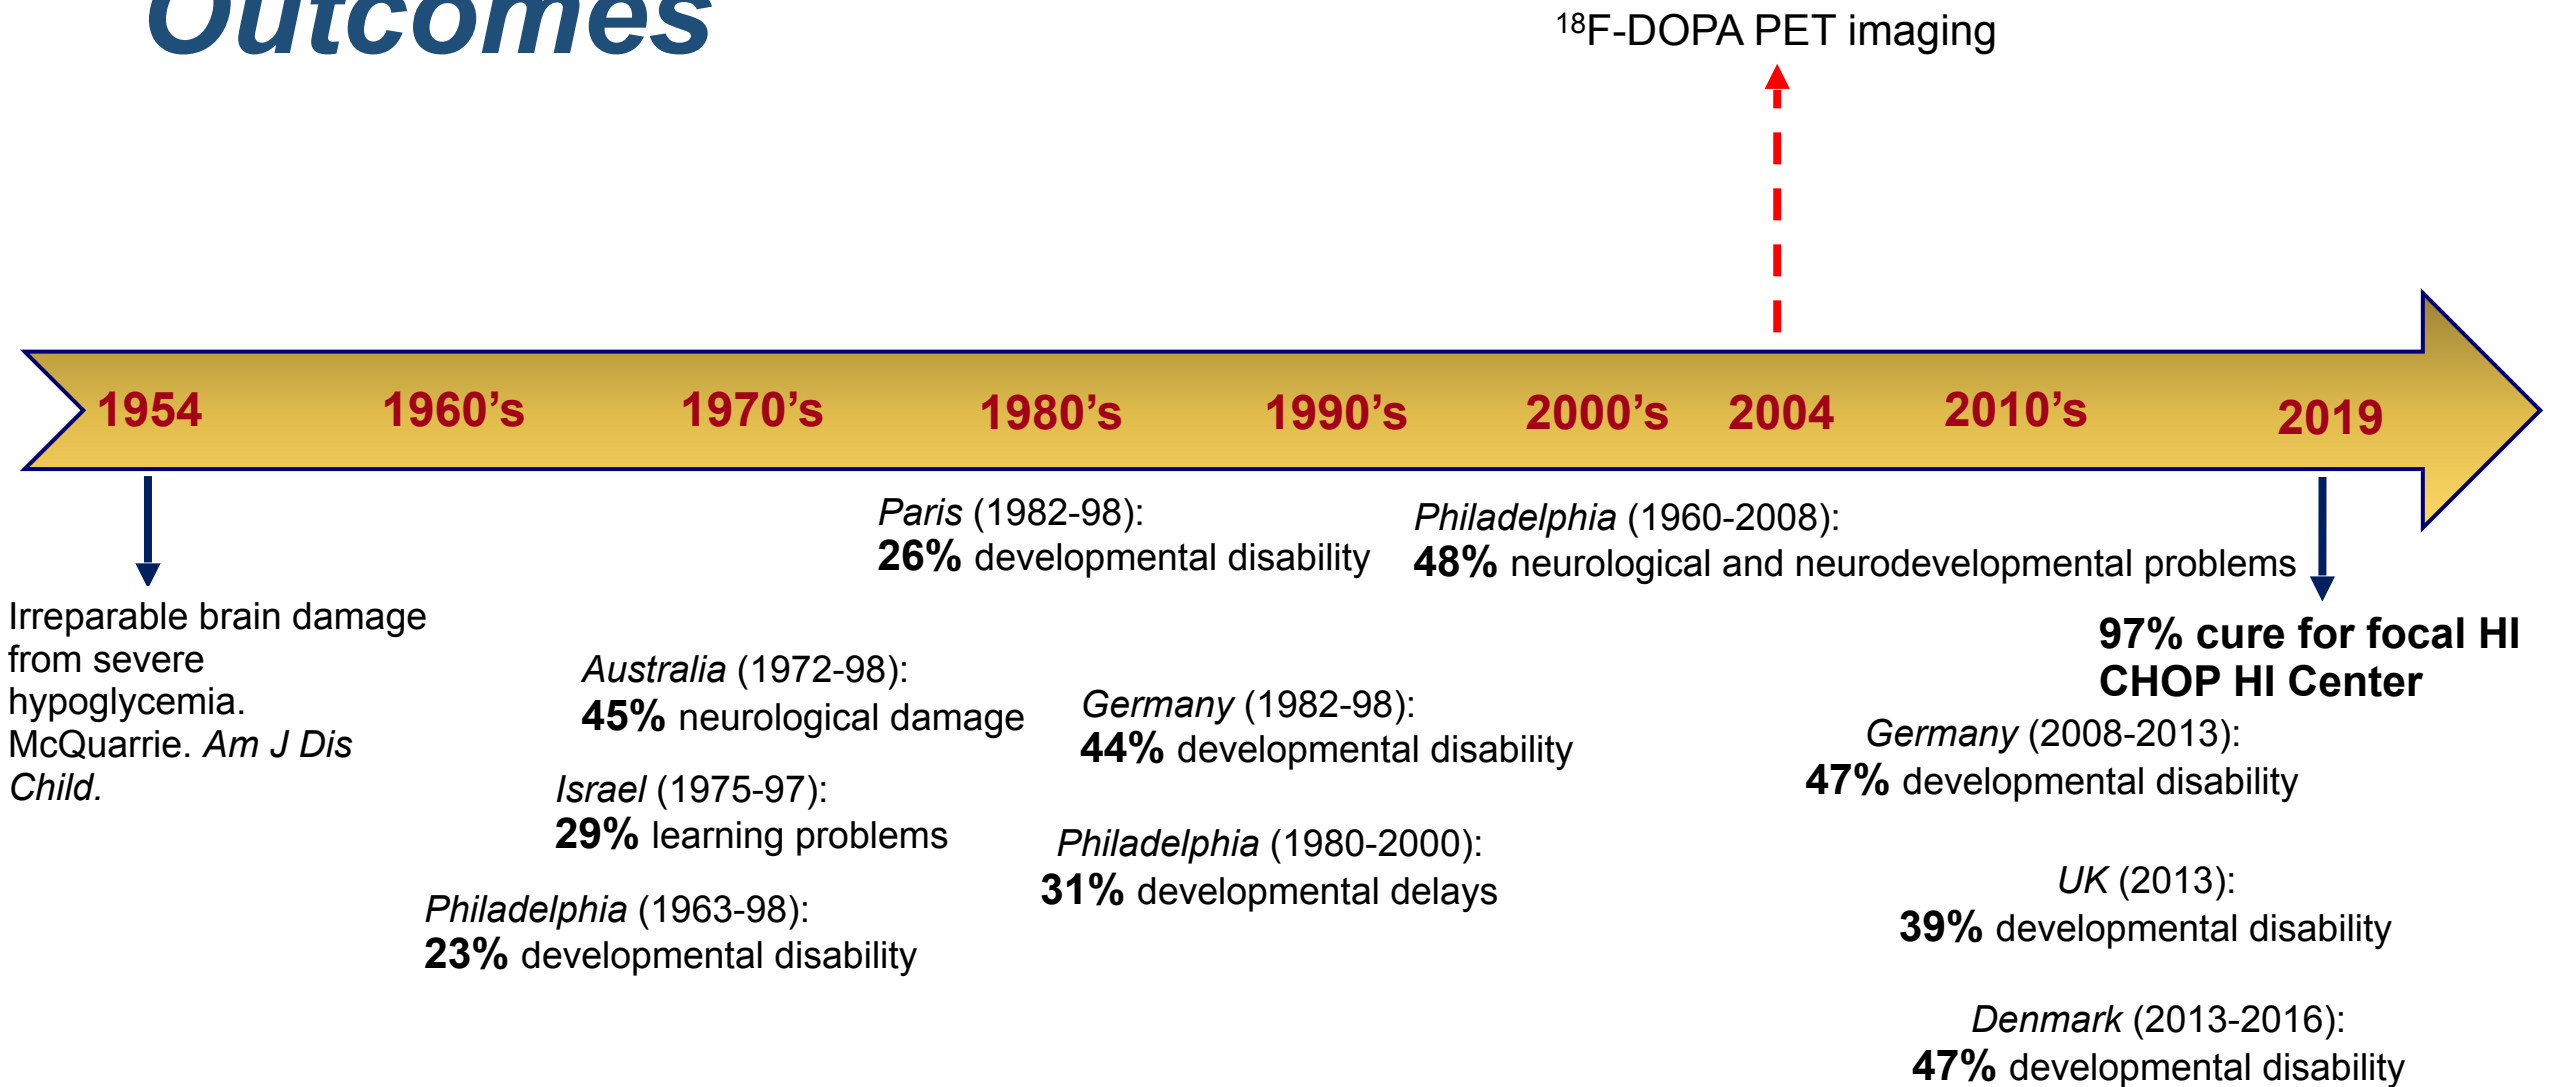 Outcomes
¹⁸F-DOPA PET imaging
1954 1960’s 1970’s 1980’s 1990’s 2000’s 2004 2010’s 2019
Irreparable brain damage
from severe
hypoglycemia.
McQuarrie. Am J Dis
Child.
Paris (1982-98):
26% developmental disability
Philadelphia (1960-2008):
48% neurological and neurodevelopmental problems
97% cure for focal HI
CHOP HI Center
Australia (1972-98):
45% neurological damage
Germany (1982-98):
44% developmental disability
Germany (2008-2013):
47% developmental disability
Israel (1975-97):
29% learning problems
Philadelphia (1980-2000):
31% developmental delays
Philadelphia (1963-98):
23% developmental disability
UK (2013):
39% developmental disability
Denmark (2013-2016):
47% developmental disability